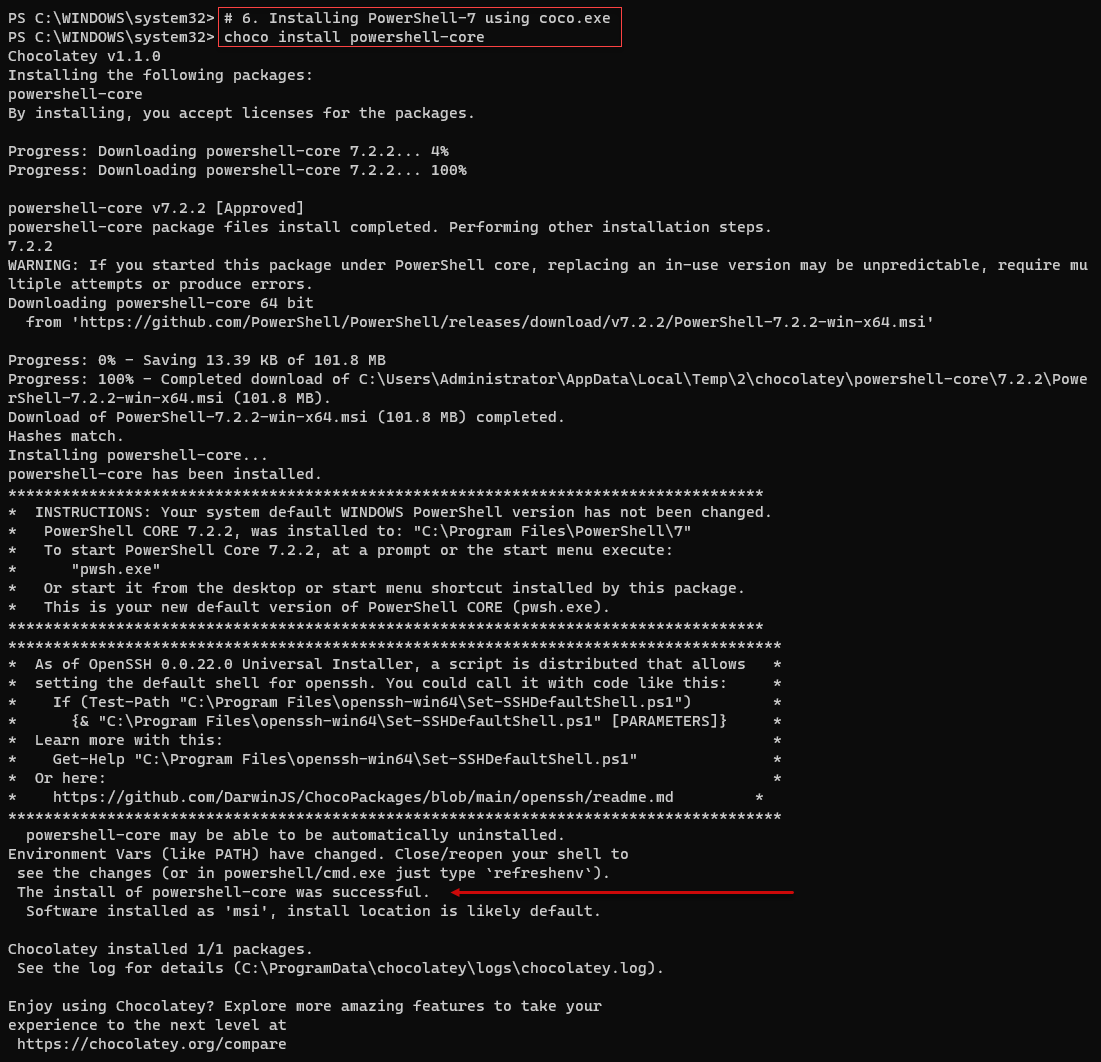 PS C:\WINDOWS\system32> # 6. Installing PowerShell-7 using coco.exe
PS C:\WINDOWS\system32> choco install powershell-core
Chocolatey v1.1.0
Installing the following packages:
powershell-core
By installing, you accept licenses for the packages.

Progress: Downloading powershell-core 7.2.2... 4%
Progress: Downloading powershell-core 7.2.2... 100%

powershell-core v7.2.2 [Approved]
powershell-core package files install completed. Performing other installation steps.
7.2.2
WARNING: If you started this package under PowerShell core, replacing an in-use version may be unpredictable, require mu
ltiple attempts or produce errors.
Downloading powershell-core 64 bit
  from 'https://github.com/PowerShell/PowerShell/releases/download/v7.2.2/PowerShell-7.2.2-win-x64.msi'

Progress: 0% - Saving 13.39 KB of 101.8 MB
Progress: 100% - Completed download of C:\Users\Administrator\AppData\Local\Temp\2\chocolatey\powershell-core\7.2.2\Powe
rShell-7.2.2-win-x64.msi (101.8 MB).
Download of PowerShell-7.2.2-win-x64.msi (101.8 MB) completed.
Hashes match.
Installing powershell-core...
powershell-core has been installed.
************************************************************************************
*  INSTRUCTIONS: Your system default WINDOWS PowerShell version has not been changed.
*   PowerShell CORE 7.2.2, was installed to: "C:\Program Files\PowerShell\7"
*   To start PowerShell Core 7.2.2, at a prompt or the start menu execute:
*      "pwsh.exe"
*   Or start it from the desktop or start menu shortcut installed by this package.
*   This is your new default version of PowerShell CORE (pwsh.exe).
************************************************************************************
**************************************************************************************
*  As of OpenSSH 0.0.22.0 Universal Installer, a script is distributed that allows   *
*  setting the default shell for openssh. You could call it with code like this:     *
*    If (Test-Path "C:\Program Files\openssh-win64\Set-SSHDefaultShell.ps1")         *
*      {& "C:\Program Files\openssh-win64\Set-SSHDefaultShell.ps1" [PARAMETERS]}     *
*  Learn more with this:                                                             *
*    Get-Help "C:\Program Files\openssh-win64\Set-SSHDefaultShell.ps1"               *
*  Or here:                                                                          *
*    https://github.com/DarwinJS/ChocoPackages/blob/main/openssh/readme.md         *
**************************************************************************************
  powershell-core may be able to be automatically uninstalled.
Environment Vars (like PATH) have changed. Close/reopen your shell to
 see the changes (or in powershell/cmd.exe just type `refreshenv`).
 The install of powershell-core was successful.
  Software installed as 'msi', install location is likely default.

Chocolatey installed 1/1 packages.
 See the log for details (C:\ProgramData\chocolatey\logs\chocolatey.log).

Enjoy using Chocolatey? Explore more amazing features to take your
experience to the next level at
 https://chocolatey.org/compare